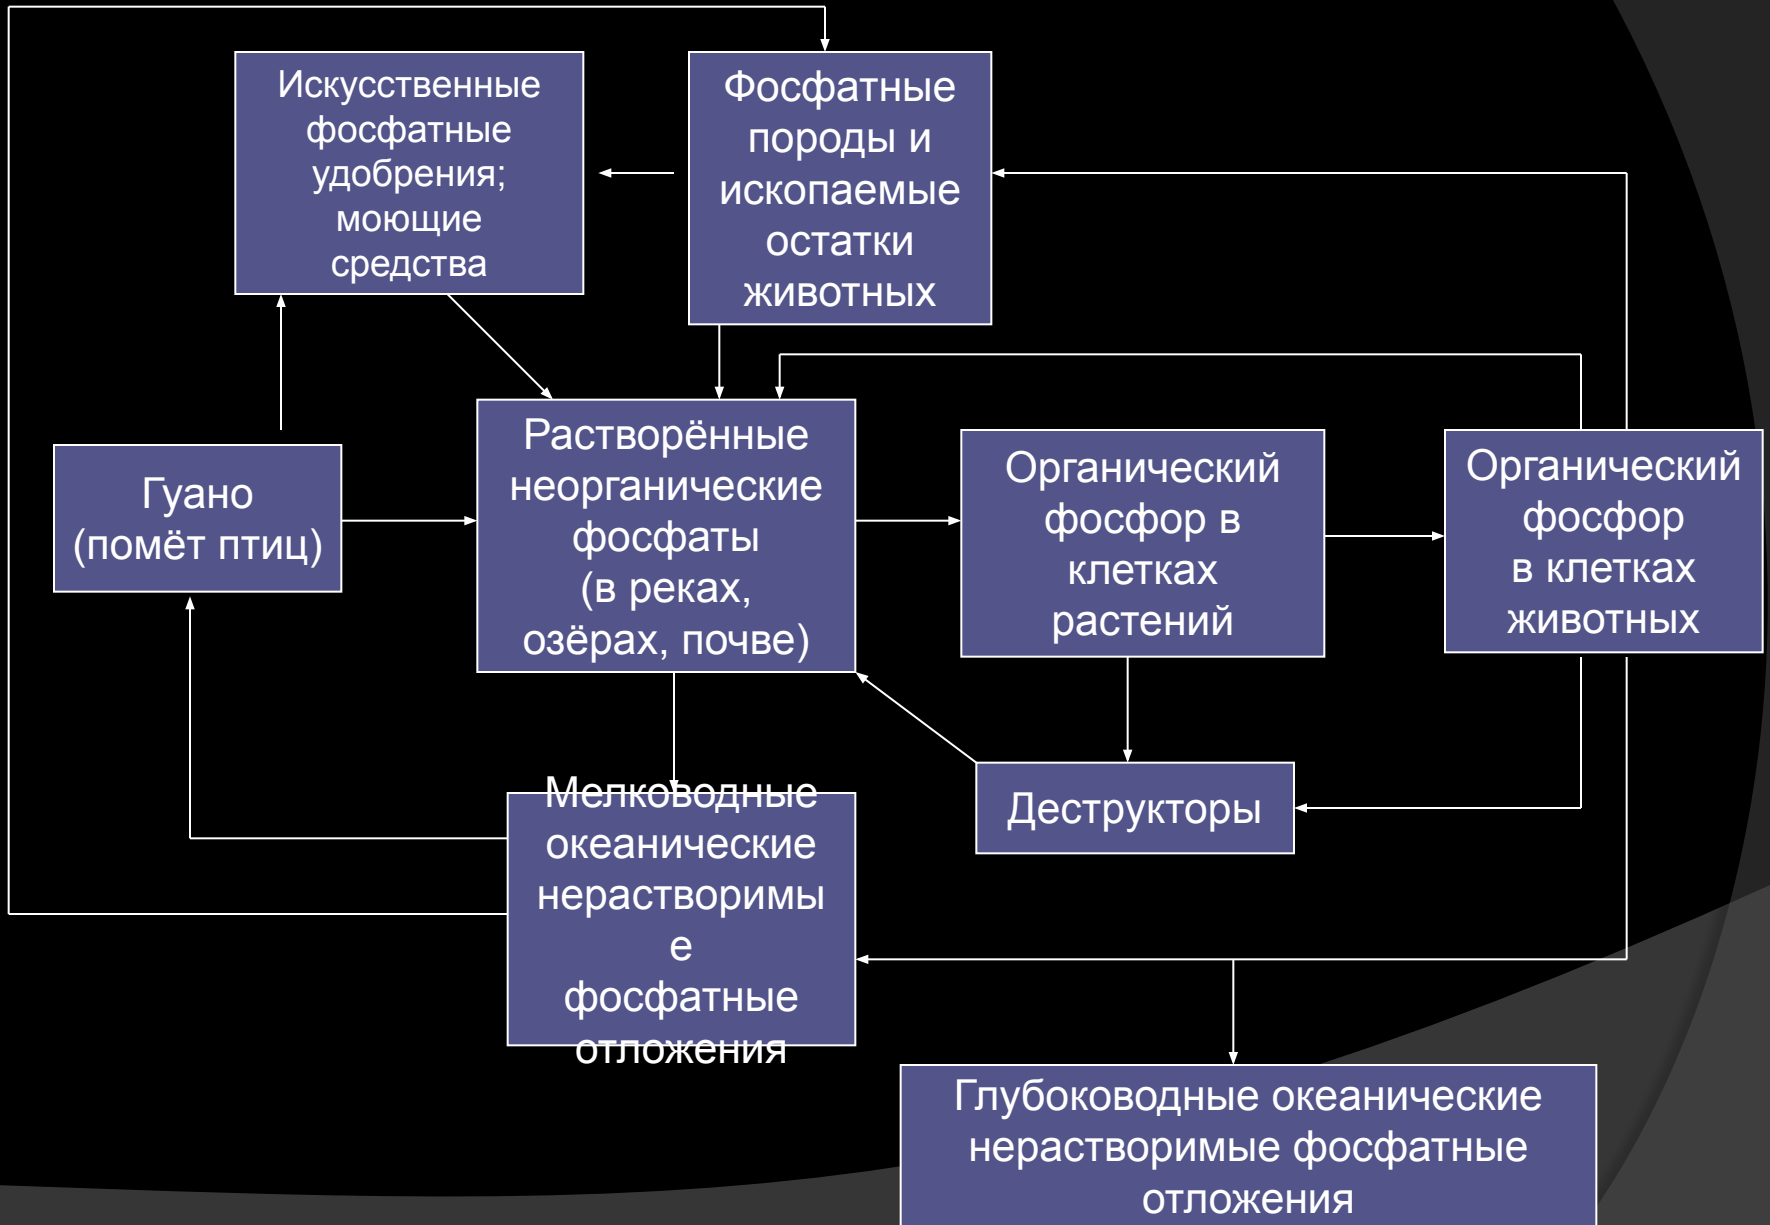 Искусственные
фосфатные
удобрения;
моющие
средства
Фосфатные
породы и
ископаемые
остатки
животных
Гуано
(помёт птиц)
Растворённые
неорганические
фосфаты
(в реках,
озёрах, почве)
Органический
фосфор в
клетках
растений
Органический
фосфор
в клетках
животных
Деструкторы
Мелководные
океанические
нерастворимы
е
фосфатные
отложения
Глубоководные океанические
нерастворимые фосфатные
отложения